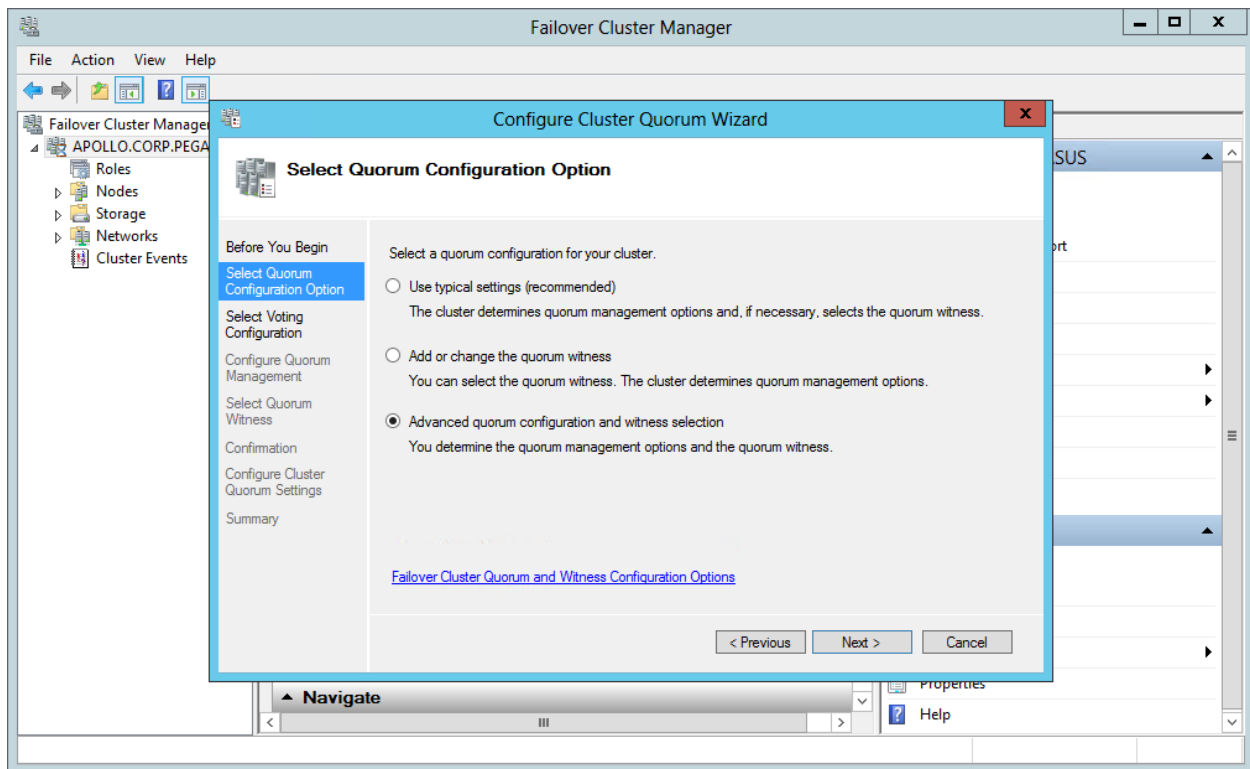 Failover Cluster Manager
File Action View Help
Failover Cluster Manager
APOLLO.CORP.PEGA
Roles
Nodes
Storage
Networks
Cluster Events
Configure Cluster Quorum Wizard
Select Quorum Configuration Option
Before You Begin
Select Quorum
Configuration Option
Select Voting
Configuration
Configure Quorum
Management
Select Quorum
Witness
Confirmation
Configure Cluster
Quorum Settings
Summary
Select a quorum configuration for your cluster.
Use typical settings (recommended)
The cluster determines quorum management options and, if necessary, selects the quorum witness.
Add or change the quorum witness
You can select the quorum witness. The cluster determines quorum management options.
Advanced quorum configuration and witness selection
You determine the quorum management options and the quorum witness.
Failover Cluster Quorum and Witness Configuration Options
< Previous Next > Cancel
Navigate
SUS
ort
Properties
Help